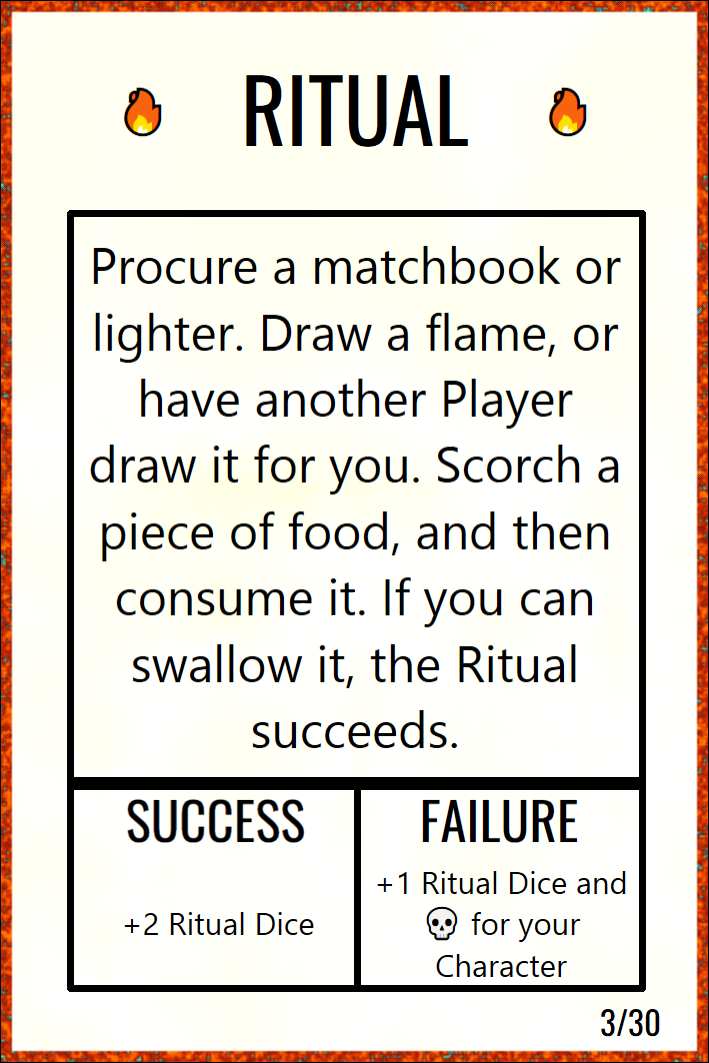 🔥 RITUAL 🔥
Procure a matchbook or
lighter. Draw a flame, or
have another Player
draw it for you. Scorch a
piece of food, and then
consume it. If you can
swallow it, the Ritual
succeeds.
SUCCESS
+2 Ritual Dice
FAILURE
+1 Ritual Dice and
💀 for your
Character
3/30